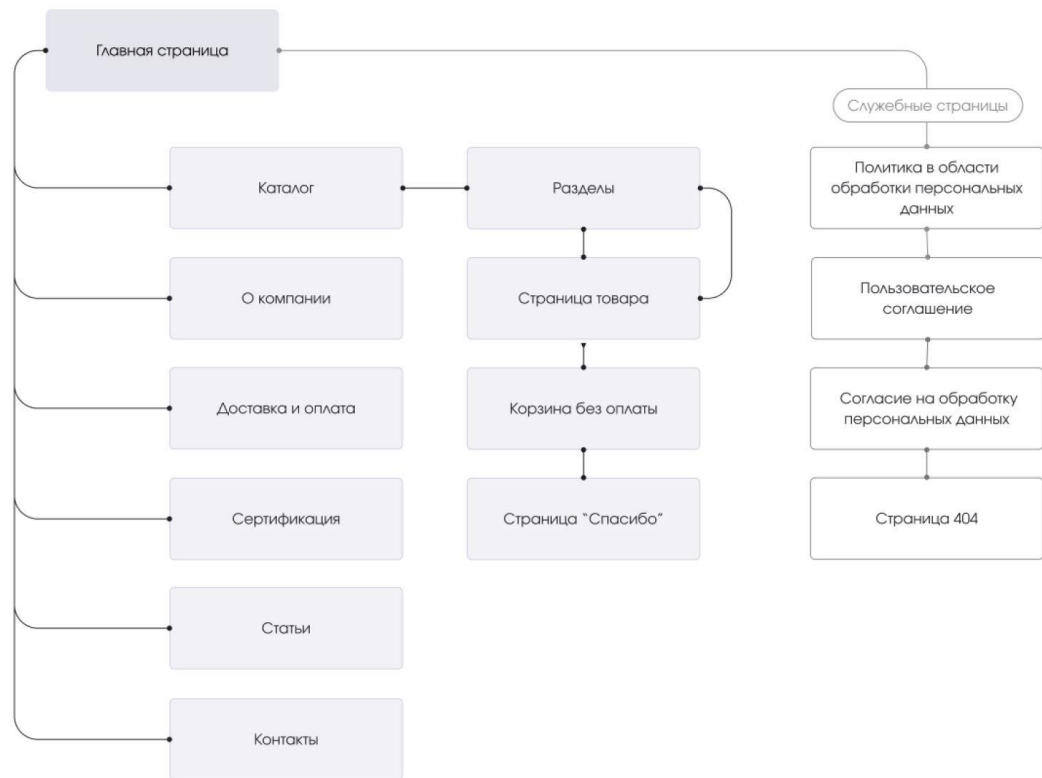 Главная страница
Служебные страницы
Каталог
Разделы
Политика в области
обработки персональных
данных
О компании
Страница товара
Пользовательское
соглашение
Доставка и оплата
Корзина без оплаты
Согласие на обработку
персональных данных
Сертификация
Страница “Спасибо”
Страница 404
Статьи
Контакты